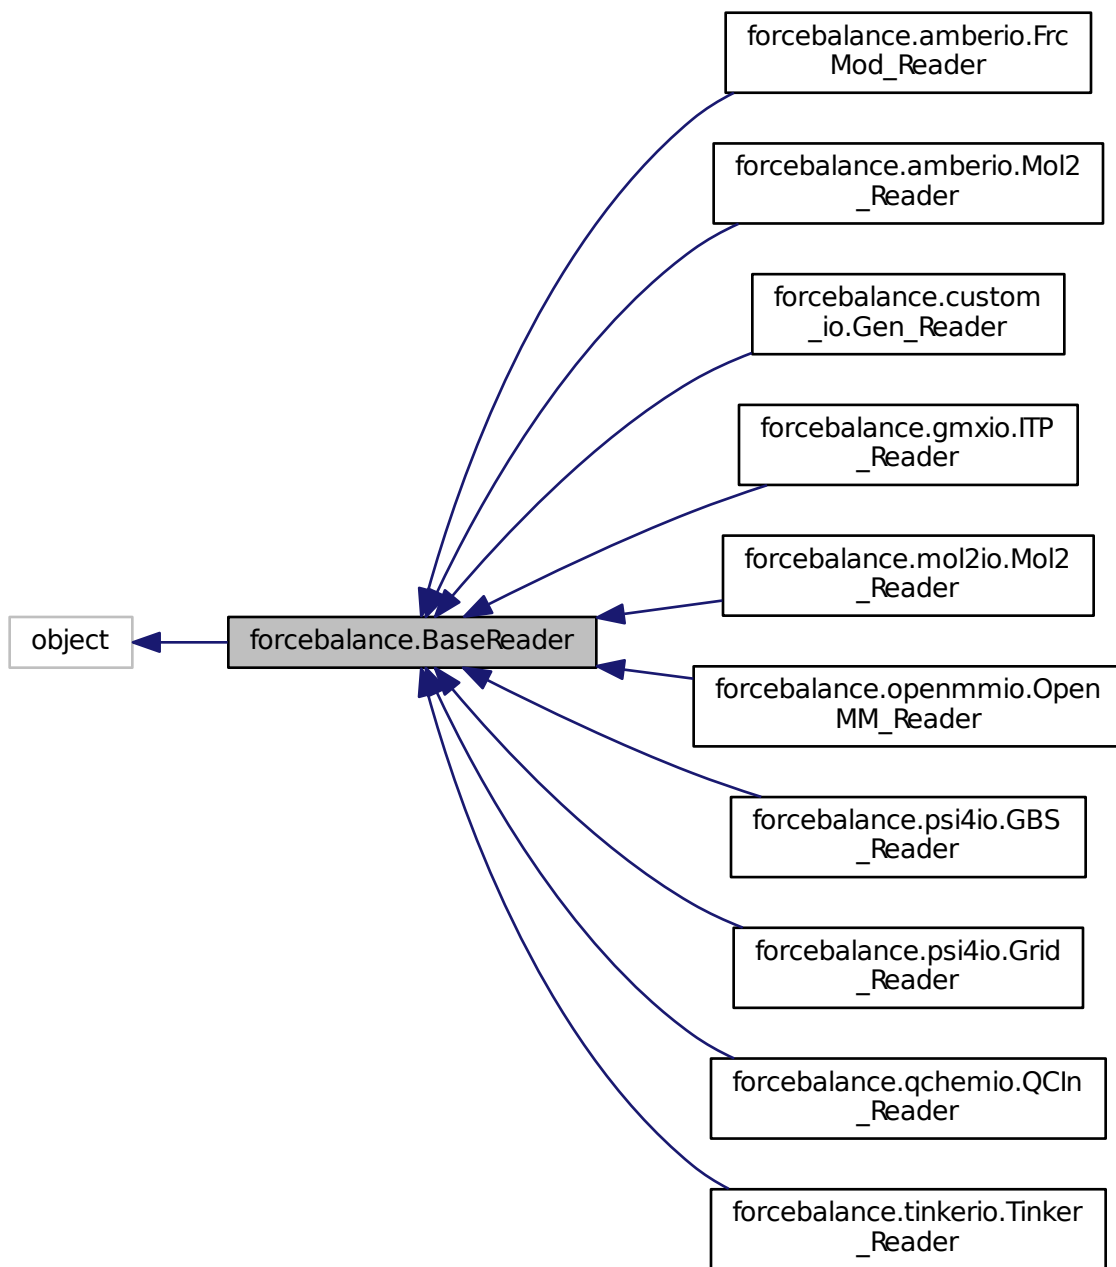 forcebalance.amberio.Frc
Mod_Reader
forcebalance.amberio.Mol2
_Reader
forcebalance.custom
_io.Gen_Reader
forcebalance.gmxio.ITP
_Reader
forcebalance.mol2io.Mol2
_Reader
object
forcebalance.BaseReader
forcebalance.openmmio.Open
MM_Reader
forcebalance.psi4io.GBS
_Reader
forcebalance.psi4io.Grid
_Reader
forcebalance.qchemio.QCIn
_Reader
forcebalance.tinkerio.Tinker
_Reader